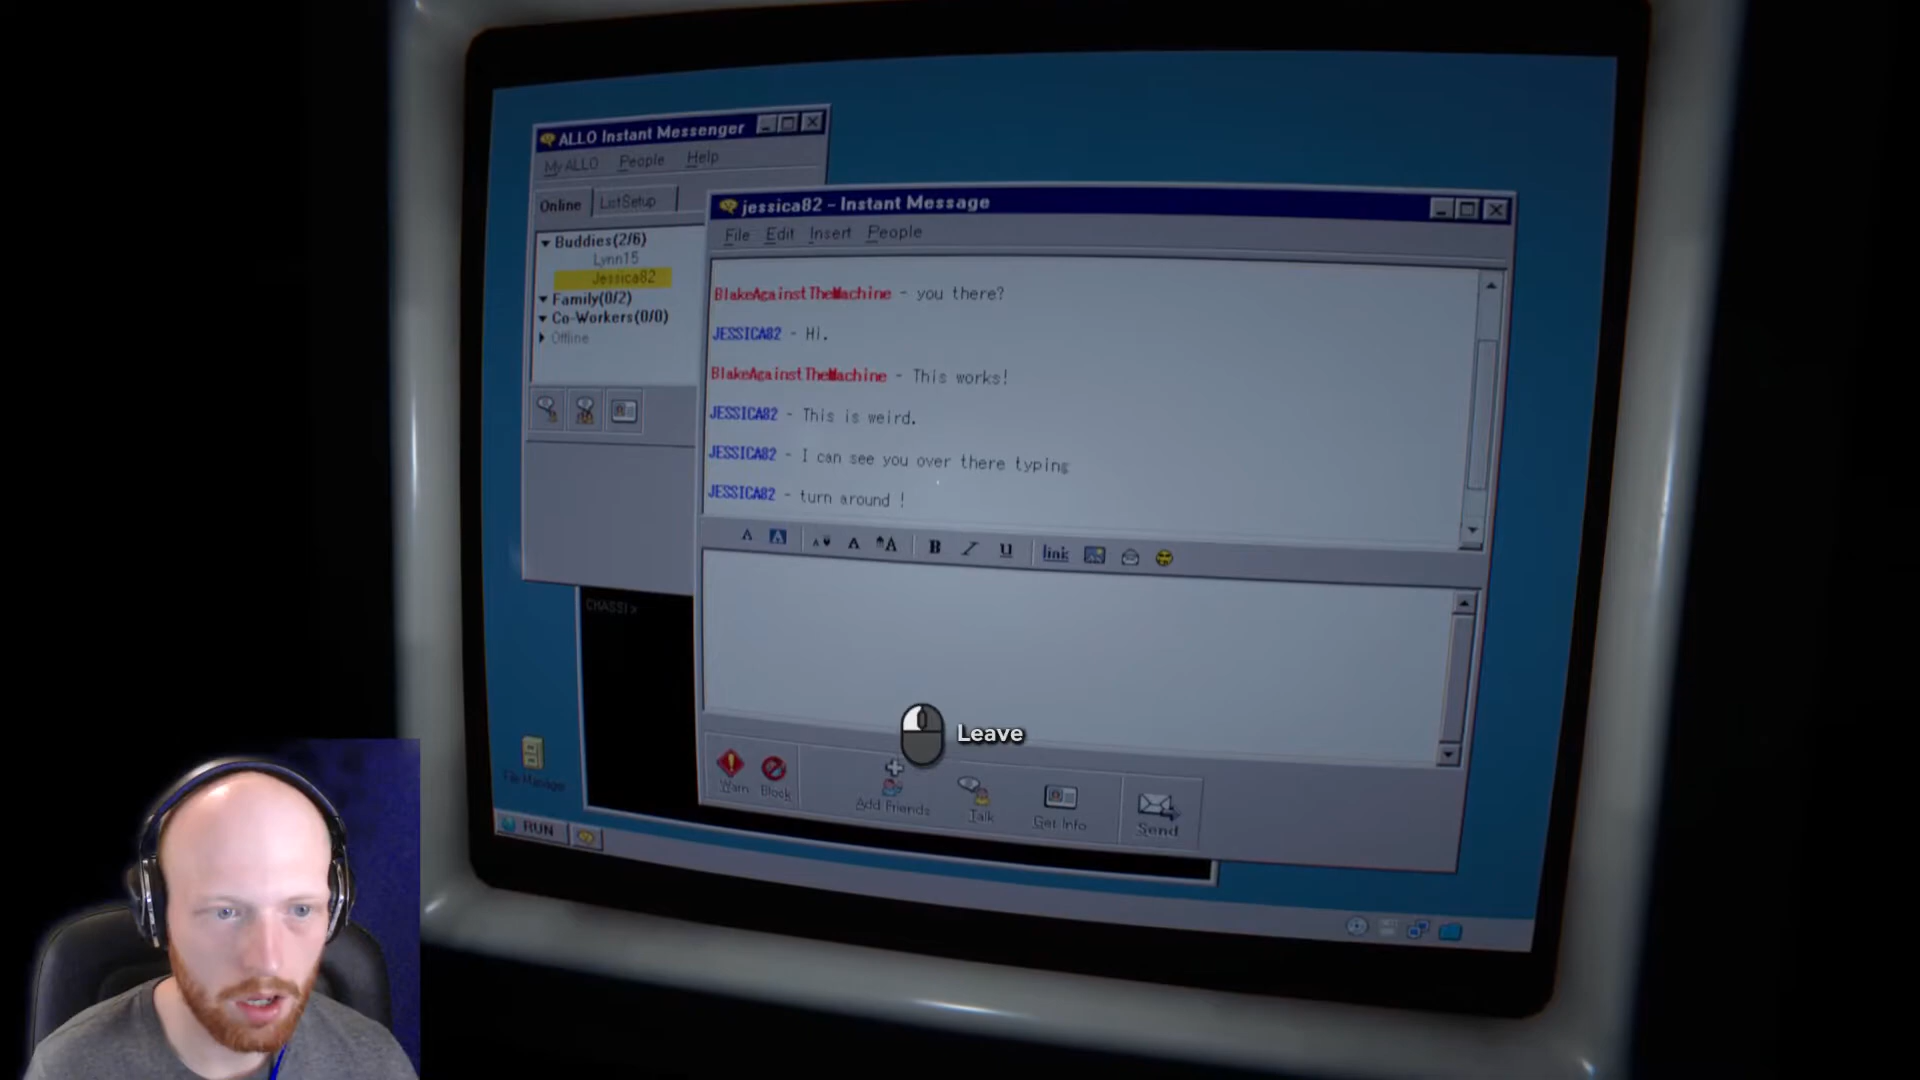 ALLO Instant Messenger
My ALLO People Help
Online List Setup
Buddies(2/6)
Lynn15
Jessica82
Family(0/2)
Co-Workers(0/0)
Offline
jessica82 - Instant Message
File Edit Insert People
BlakeAgainstTheMachine - you there?
JESSICA82 - Hi.
BlakeAgainstTheMachine - This works!
JESSICA82 - This is weird.
JESSICA82 - I can see you over there typing
JESSICA82 - turn around !
A A A A A B I U link
CHASSI>
Leave
Warn Block Add Friends Talk Get Info Send
File Manager
RUN